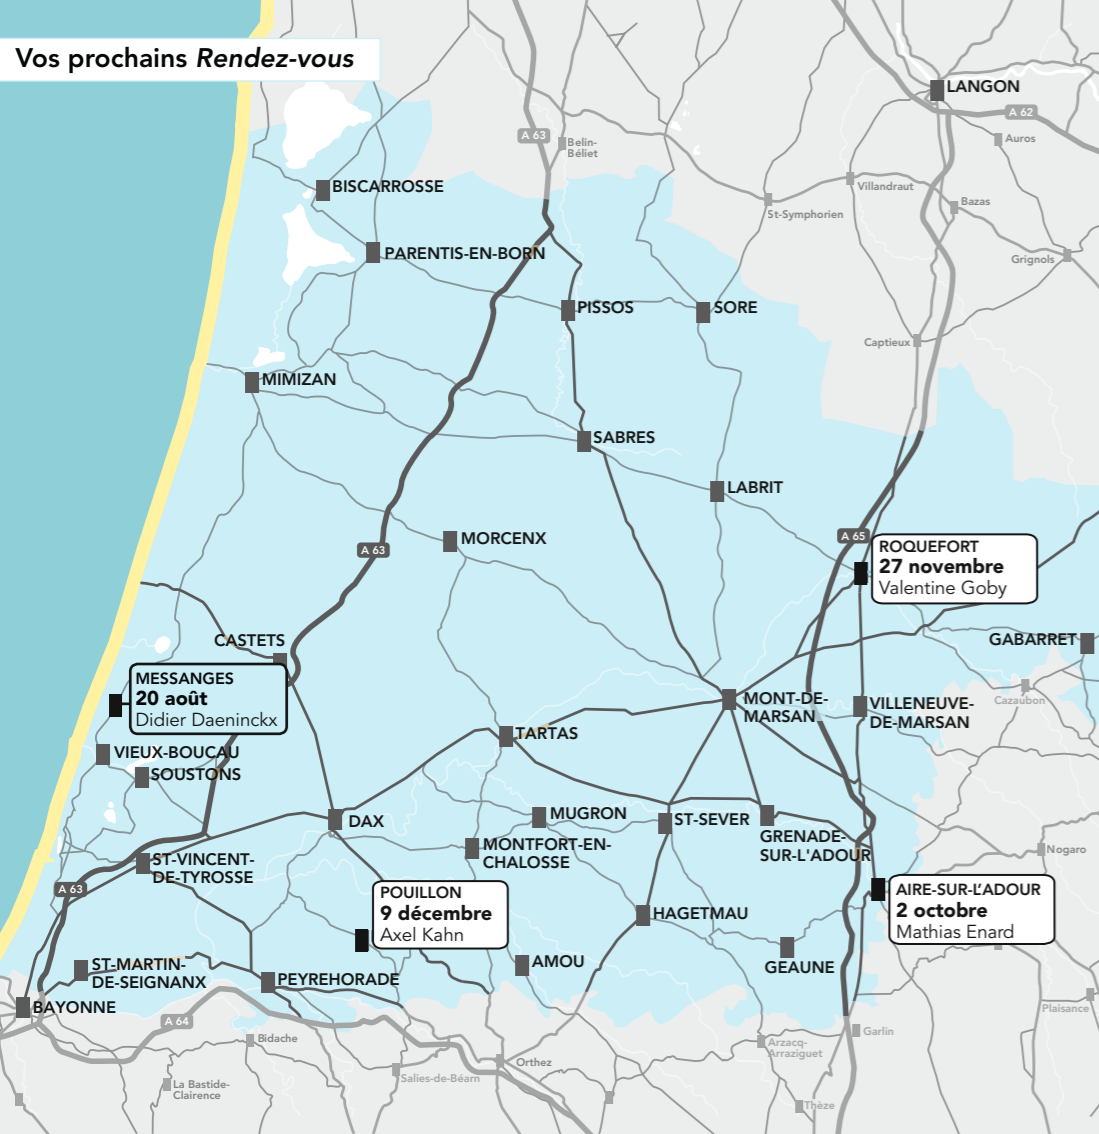 Vos prochains Rendez-vous
LANGON
A 62
A 63
Belin-
Béliet
Auros
Villandraut
BISCARROSSE
Bazas
St-Symphorien
PARENTIS-EN-BORN
Grignols
PISSOS
SORE
Captieux
MIMIZAN
SABRES
LABRIT
A 65
MORCENX
A 63
ROQUEFORT
27 novembre
Valentine Goby
CASTETS
GABARRET
MESSANGES
20 août
Didier Daeninckx
Cazaubon
MONT-DE-
MARSAN
VILLENEUVE-
DE-MARSAN
TARTAS
VIEUX-BOUCAU
SOUSTONS
DAX
MUGRON
ST-SEVER
GRENADE-
SUR-L'ADOUR
MONTFORT-EN-
CHALOSSE
Nogaro
ST-VINCENT-
DE-TYROSSE
A 63
POUILLON
9 décembre
Axel Kahn
AIRE-SUR-L'ADOUR
2 octobre
Mathias Enard
HAGETMAU
AMOU
GEAUNE
ST-MARTIN-
DE-SEIGNANX
PEYREHORADE
BAYONNE
Plaisance
A 64
Garlin
Bidache
Arzacq-
Arraziguet
Orthez
Salies-de-Béarn
La Bastide-
Clairence
Thèze